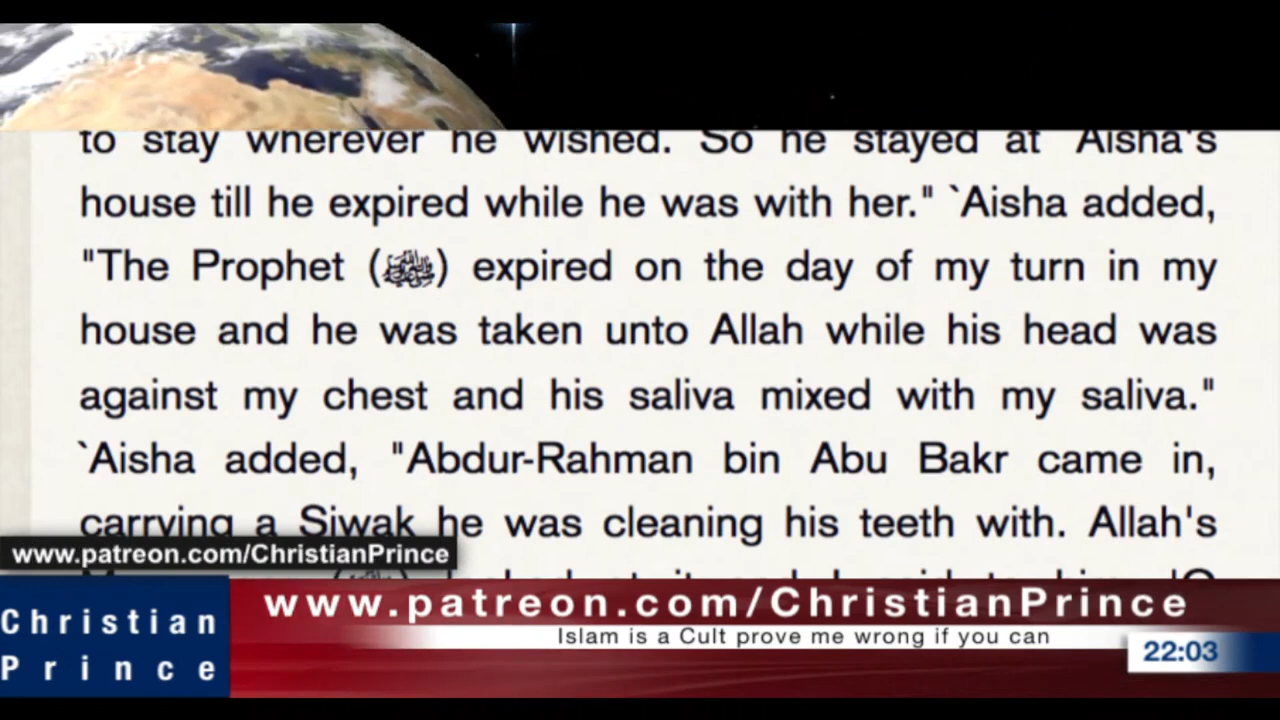 to stay wherever he wished. So he stayed at `Aisha's
house till he expired while he was with her." `Aisha added,
"The Prophet (ﷺ) expired on the day of my turn in my
house and he was taken unto Allah while his head was
against my chest and his saliva mixed with my saliva."
`Aisha added, "Abdur-Rahman bin Abu Bakr came in,
carrying a Siwak he was cleaning his teeth with. Allah's
www.patreon.com/ChristianPrince
www.patreon.com/ChristianPrince
Islam is a Cult prove me wrong if you can
Christian
Prince
22:03